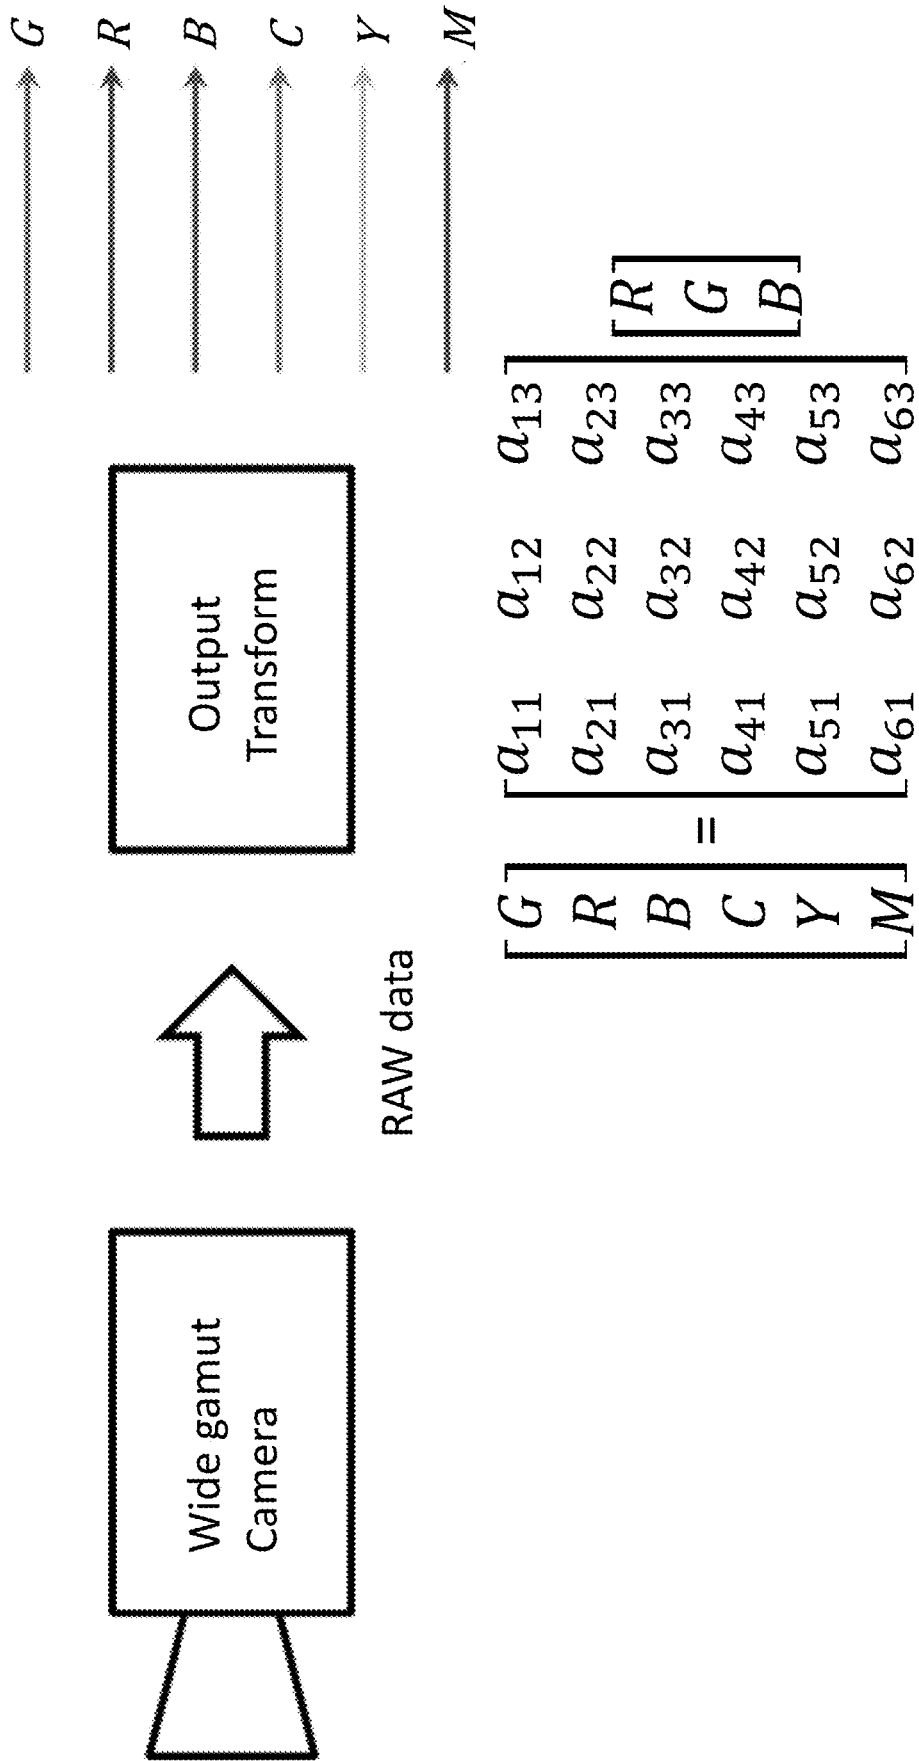 Wide gamut
Camera
RAW data
Output
Transform
G
R
B
C
Y
M
G
R
B
C
Y
M
=
a11 a12 a13
a21 a22 a23
a31 a32 a33
a41 a42 a43
a51 a52 a53
a61 a62 a63
R
G
B